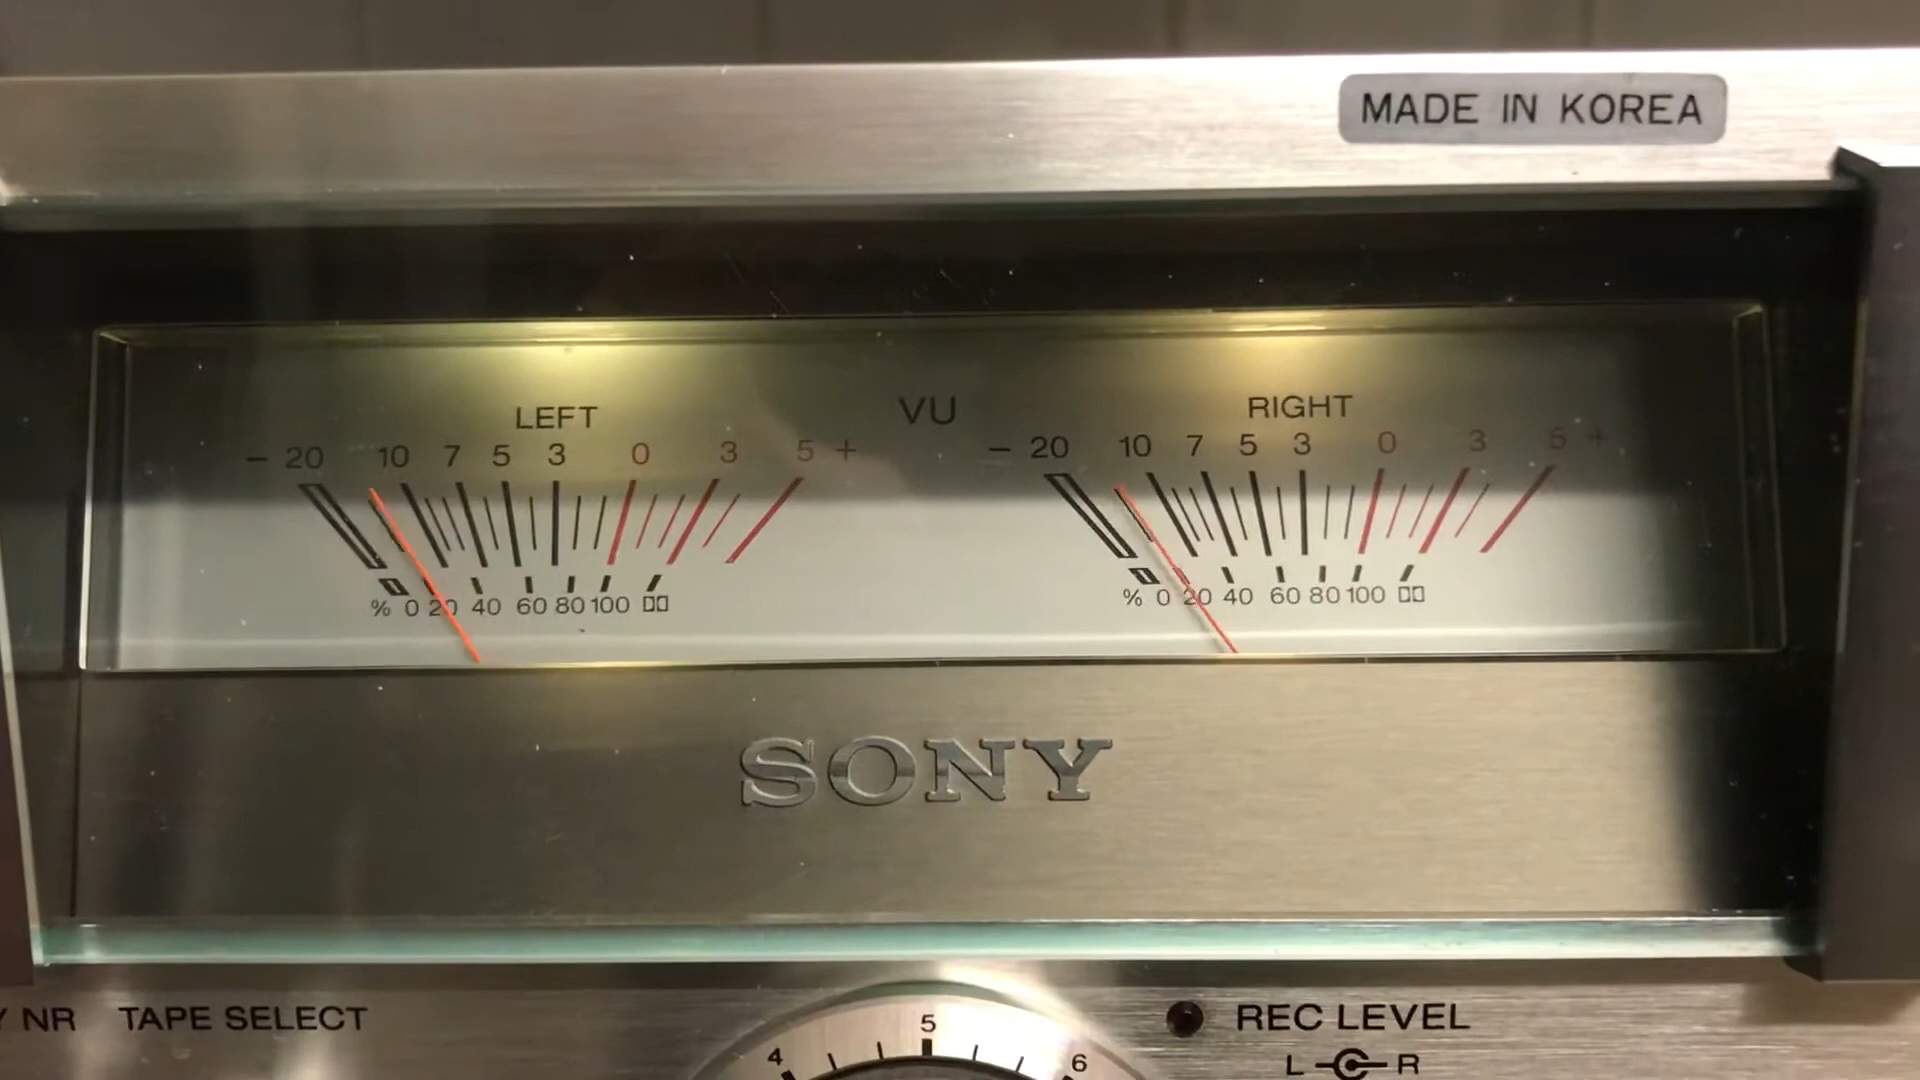 MADE IN KOREA
LEFT VU RIGHT
− 20 10 7 5 3 0 3 5 +
− 20 10 7 5 3 0 3 5 +
% 0 20 40 60 80 100
% 0 20 40 60 80 100
SONY
Y NR TAPE SELECT
REC LEVEL
L R
4 5 6